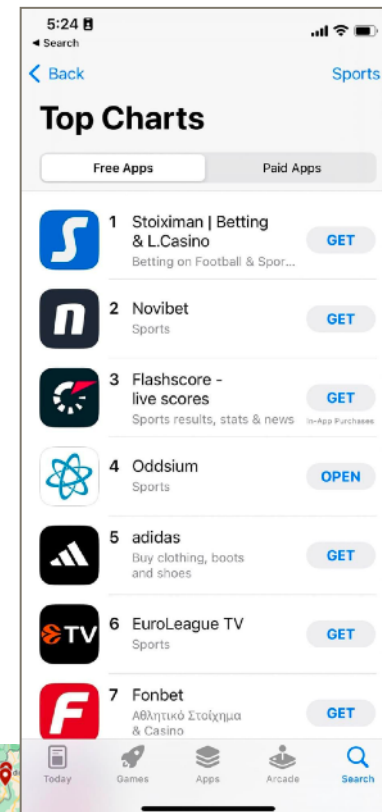 5:24
Search
Back
Sports
Top Charts
Free Apps
Paid Apps
1 Stoiximan | Betting
& L.Casino
Betting on Football & Spor...
GET
2 Novibet
Sports
GET
3 Flashscore -
live scores
Sports results, stats & news
GET
In-App Purchases
4 Oddsium
Sports
OPEN
5 adidas
Buy clothing, boots
and shoes
GET
TV
6 EuroLeague TV
Sports
GET
7 Fonbet
Αθλητικό Στοίχημα
& Casino
GET
Today
Games
Apps
Arcade
Search